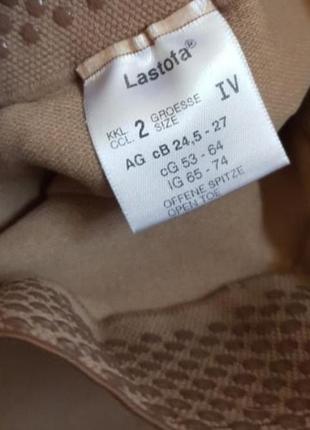 Lastofa®
KKL. 2 GROESSE IV
CCL. SIZE
AG cB 24,5 - 27
cG 53 - 64
lG 65 - 74
OFFENE SPITZE
OPEN TOE